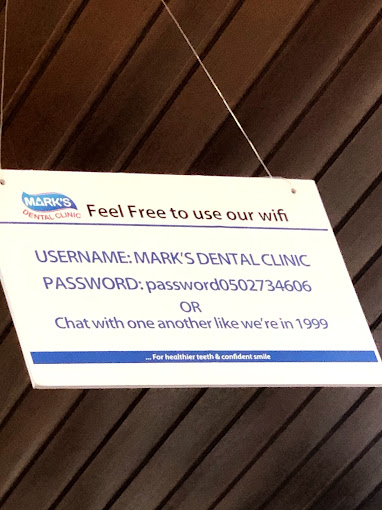 MARK'S
DENTAL CLINIC
Feel Free to use our wifi
USERNAME: MARK'S DENTAL CLINIC
PASSWORD: password0502734606
OR
Chat with one another like we're in 1999
... For healthier teeth & confident smile